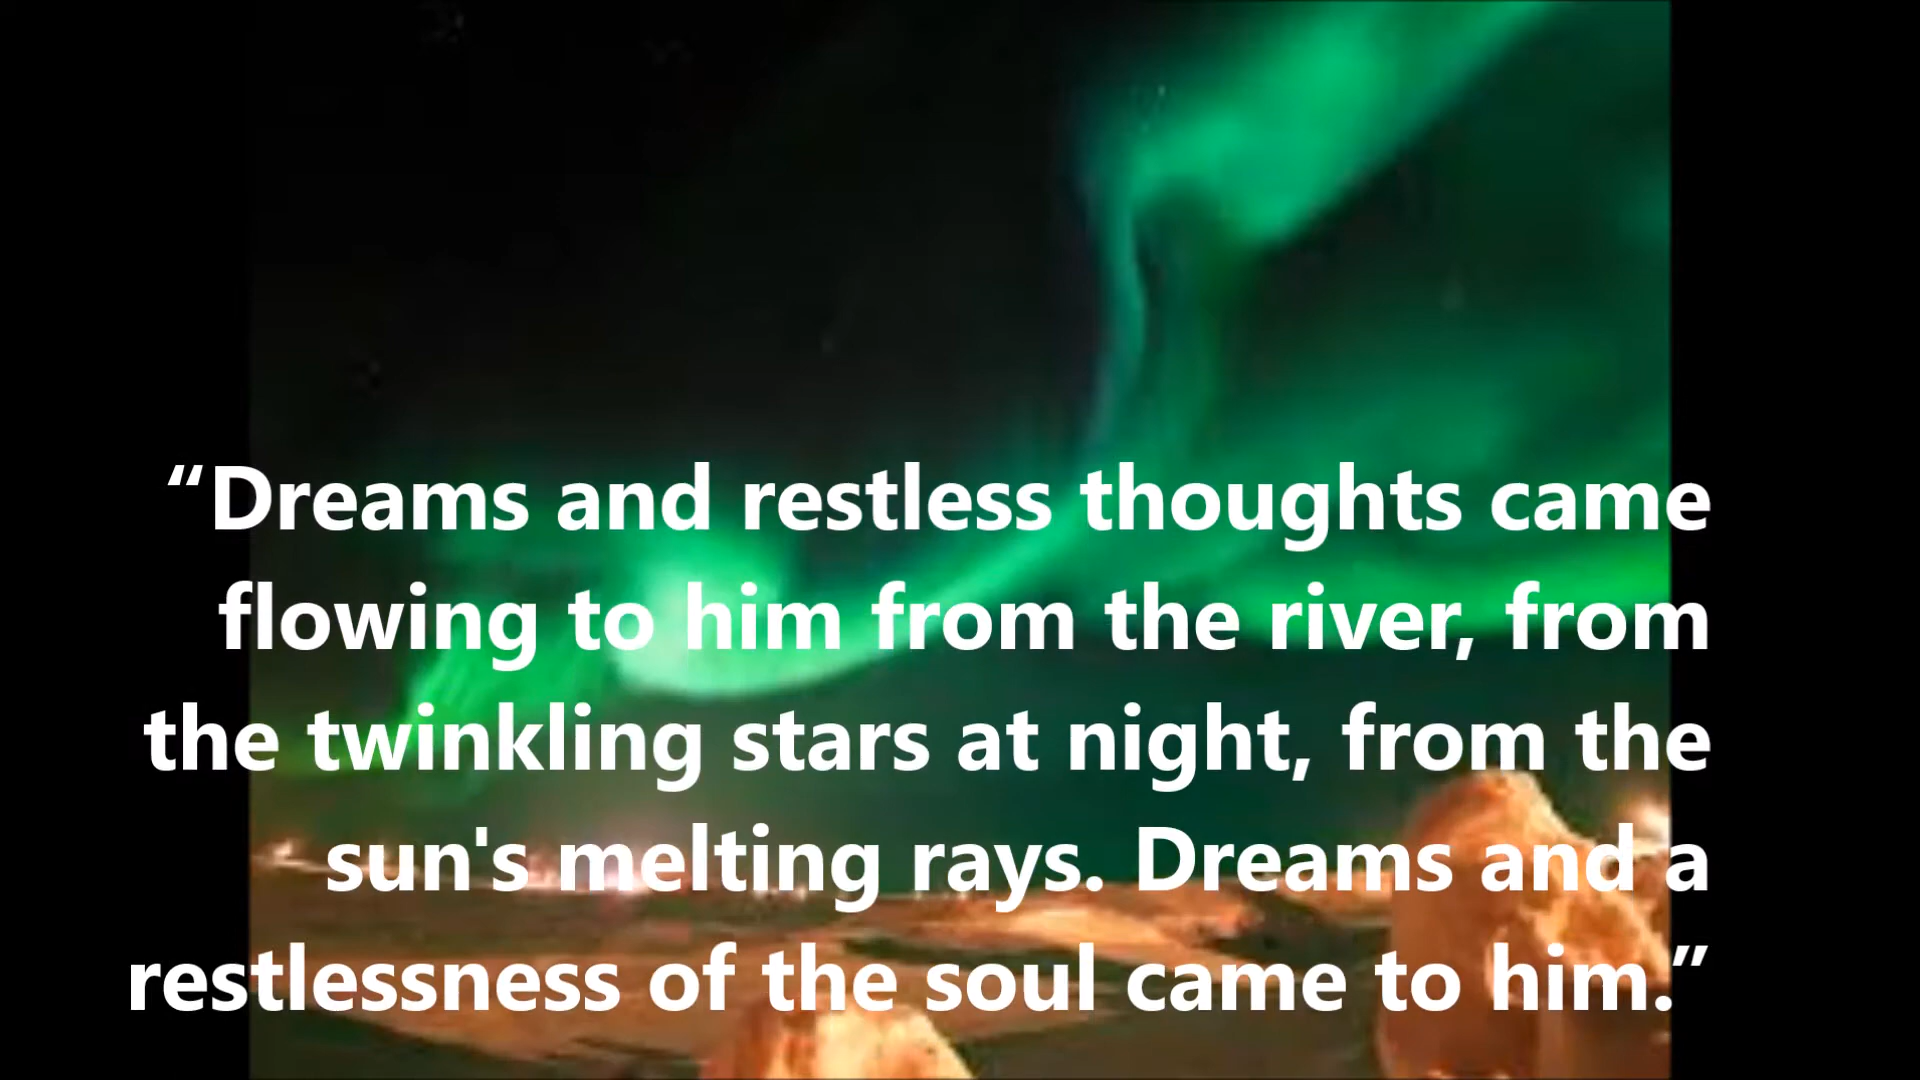 “Dreams and restless thoughts came
flowing to him from the river, from
the twinkling stars at night, from the
sun's melting rays. Dreams and a
restlessness of the soul came to him.”